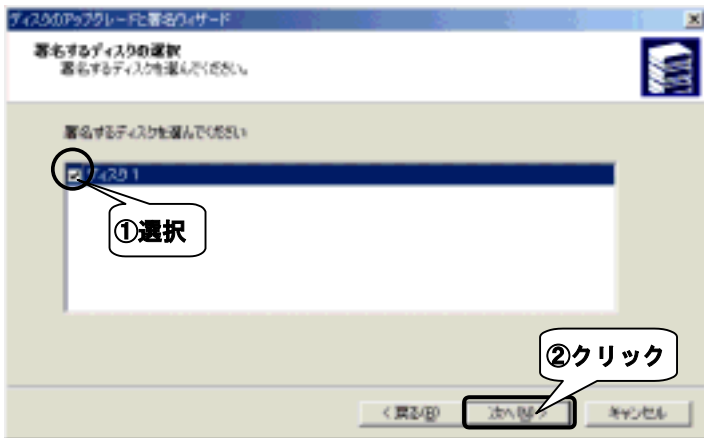 ディスクのアップグレードと署名ウィザード
署名するディスクの選択
署名するディスクを選んでください。
署名するディスクを選んでください
ディスク 1
①選択
②クリック
< 戻る(B)
次へ(N) >
キャンセル